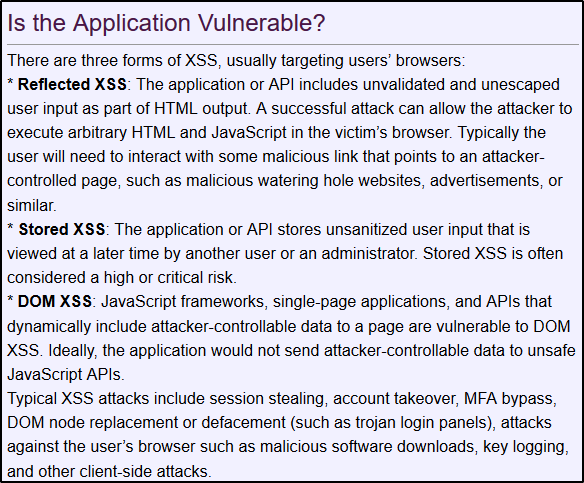 Is the Application Vulnerable?
There are three forms of XSS, usually targeting users’ browsers:
* Reflected XSS: The application or API includes unvalidated and unescaped
user input as part of HTML output. A successful attack can allow the attacker to
execute arbitrary HTML and JavaScript in the victim’s browser. Typically the
user will need to interact with some malicious link that points to an attacker-
controlled page, such as malicious watering hole websites, advertisements, or
similar.
* Stored XSS: The application or API stores unsanitized user input that is
viewed at a later time by another user or an administrator. Stored XSS is often
considered a high or critical risk.
* DOM XSS: JavaScript frameworks, single-page applications, and APIs that
dynamically include attacker-controllable data to a page are vulnerable to DOM
XSS. Ideally, the application would not send attacker-controllable data to unsafe
JavaScript APIs.
Typical XSS attacks include session stealing, account takeover, MFA bypass,
DOM node replacement or defacement (such as trojan login panels), attacks
against the user’s browser such as malicious software downloads, key logging,
and other client-side attacks.